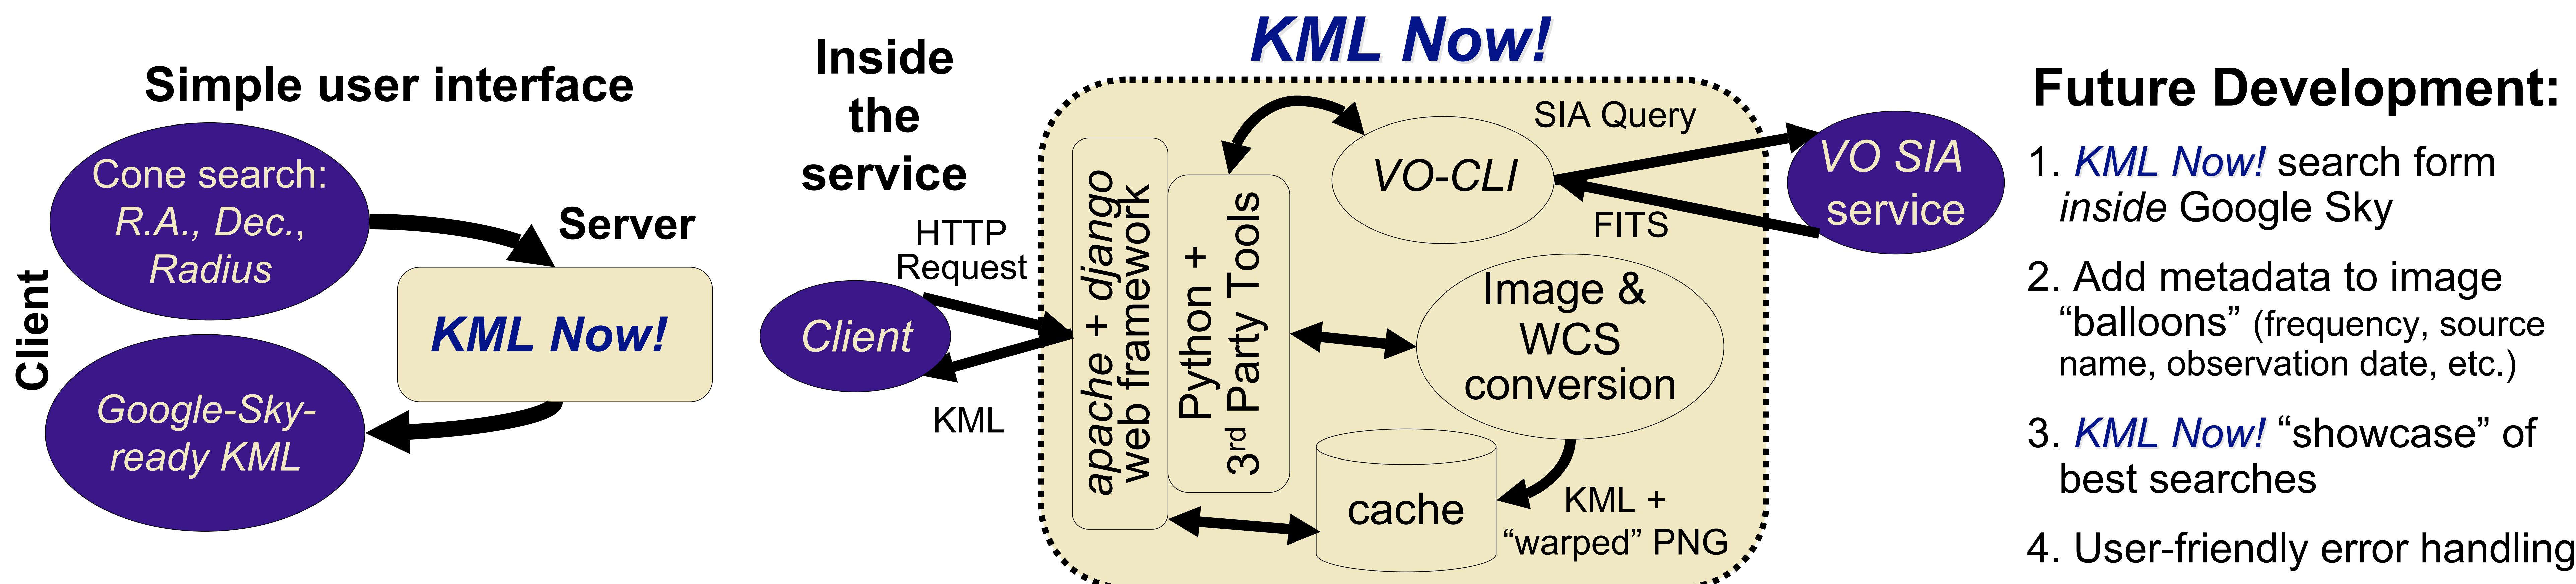 Simple user interface
Cone search:
R.A., Dec.,
Radius
Server
Client
KML Now!
Google-Sky-
ready KML
Inside
the
service
KML Now!
HTTP
Request
Client
KML
apache + django
web framework
Python +
3rd Party Tools
VO-CLI
SIA Query
FITS
VO SIA
service
Image &
WCS
conversion
cache
KML +
“warped” PNG
Future Development:
1. KML Now! search form
inside Google Sky
2. Add metadata to image
“balloons” (frequency, source
name, observation date, etc.)
3. KML Now! “showcase” of
best searches
4. User-friendly error handling